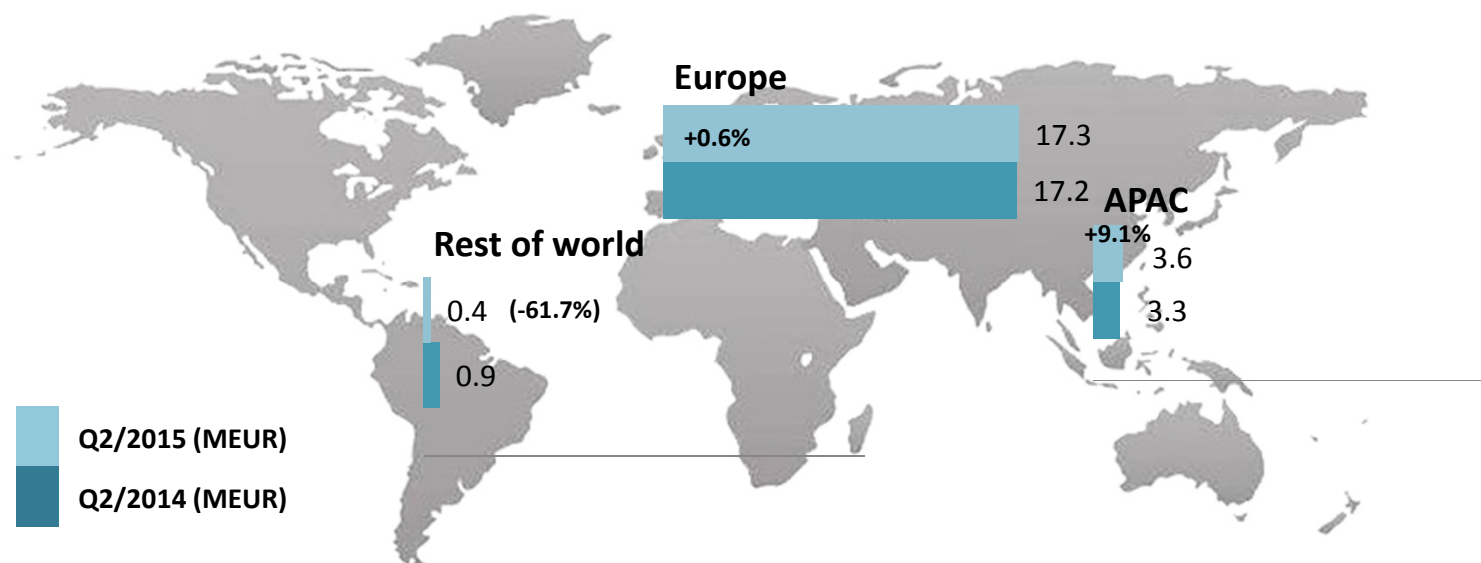 Europe
+0.6%
17.3
17.2
APAC
+9.1%
3.6
3.3
Rest of world
0.4 (-61.7%)
0.9
Q2/2015 (MEUR)
Q2/2014 (MEUR)